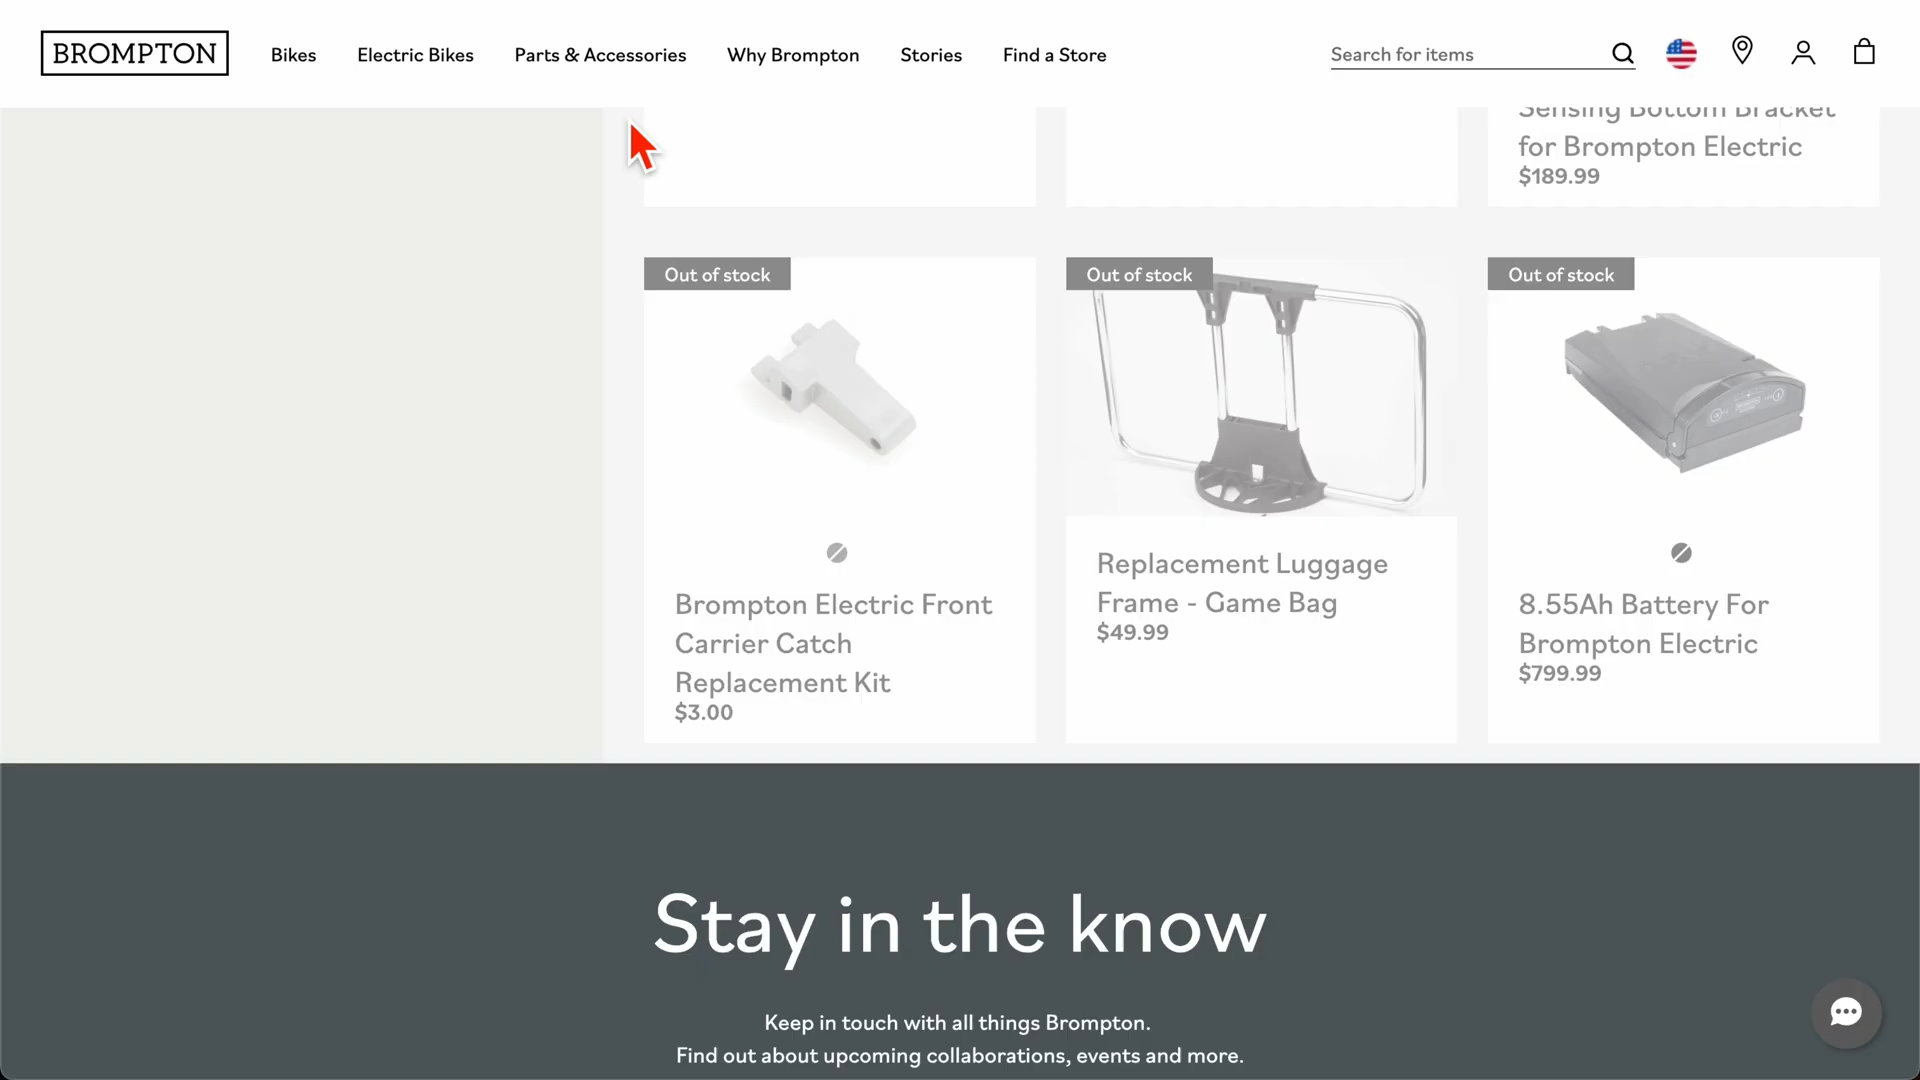 BROMPTON
Bikes
Electric Bikes
Parts & Accessories
Why Brompton
Stories
Find a Store
Search for items
Sensing Bottom Bracket
for Brompton Electric
$189.99
Out of stock
Brompton Electric Front
Carrier Catch
Replacement Kit
$3.00
Out of stock
Replacement Luggage
Frame - Game Bag
$49.99
Out of stock
8.55Ah Battery For
Brompton Electric
$799.99
Stay in the know
Keep in touch with all things Brompton.
Find out about upcoming collaborations, events and more.